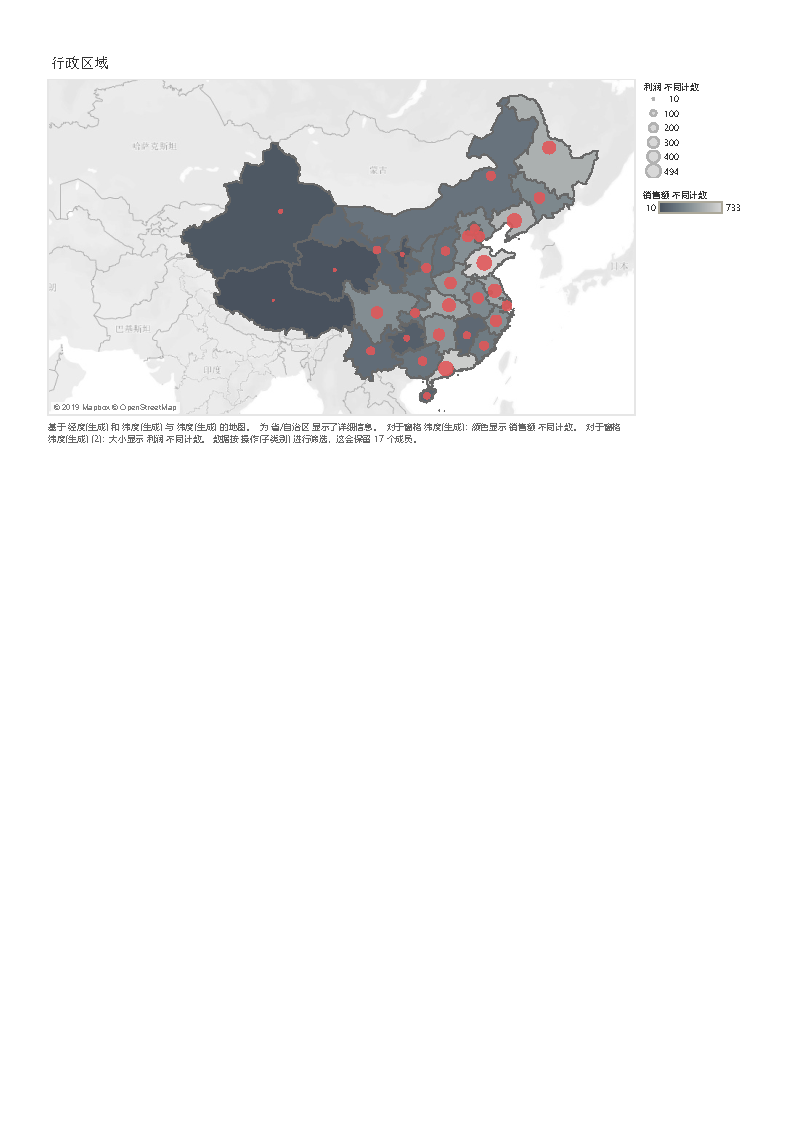 行政区域
利润 不同计数
10
100
200
300
400
494
销售额 不同计数
10 733
哈萨克斯坦
蒙古
日本
巴基斯坦
印度
© 2019 Mapbox © OpenStreetMap
基于 经度(生成) 和 纬度(生成) 与 纬度(生成) 的地图。 为 省/自治区 显示了详细信息。 对于窗格 纬度(生成): 颜色显示 销售额 不同计数。 对于窗格
纬度(生成) (2): 大小显示 利润 不同计数。 数据按 操作(子类别) 进行筛选，这会保留 17 个成员。